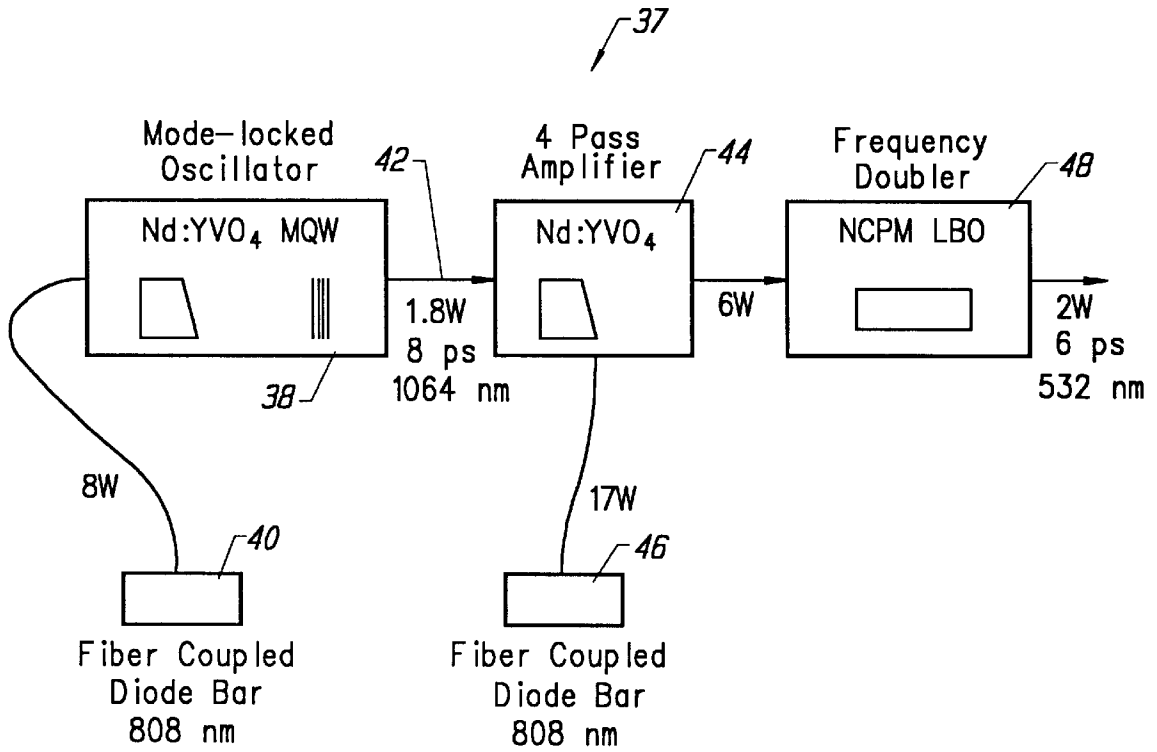 37
Mode-locked
Oscillator
42
4 Pass
Amplifier
44
Frequency
Doubler
48
Nd:YVO₄ MQW
Nd:YVO₄
NCPM LBO
1.8W
8 ps
1064 nm
38
6W
2W
6 ps
532 nm
8W
17W
40
46
Fiber Coupled
Diode Bar
808 nm
Fiber Coupled
Diode Bar
808 nm